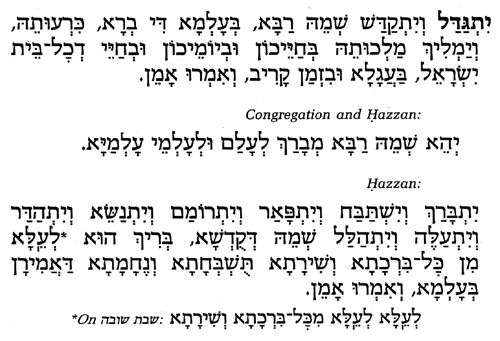 יִתְגַּדַּל וְיִתְקַדַּשׁ שְׁמֵהּ רַבָּא, בְּעָלְמָא דִּי בְרָא, כִּרְעוּתֵהּ,
וְיַמְלִיךְ מַלְכוּתֵהּ בְּחַיֵּיכוֹן וּבְיוֹמֵיכוֹן וּבְחַיֵּי דְכָל־בֵּית
יִשְׂרָאֵל, בַּעֲגָלָא וּבִזְמַן קָרִיב, וְאִמְרוּ אָמֵן.
Congregation and Ḥazzan:
יְהֵא שְׁמֵהּ רַבָּא מְבָרַךְ לְעָלַם וּלְעָלְמֵי עָלְמַיָּא.
Ḥazzan:
יִתְבָּרַךְ וְיִשְׁתַּבַּח וְיִתְפָּאַר וְיִתְרוֹמַם וְיִתְנַשֵּׂא וְיִתְהַדַּר
וְיִתְעַלֶּה וְיִתְהַלַּל שְׁמֵהּ דְּקֻדְשָׁא, בְּרִיךְ הוּא *לְעֵלָּא
מִן כָּל־בִּרְכָתָא וְשִׁירָתָא תֻּשְׁבְּחָתָא וְנֶחָמָתָא דַּאֲמִירָן
בְּעָלְמָא, וְאִמְרוּ אָמֵן.
*On שבת שובה: לְעֵלָּא לְעֵלָּא מִכָּל־בִּרְכָתָא וְשִׁירָתָא